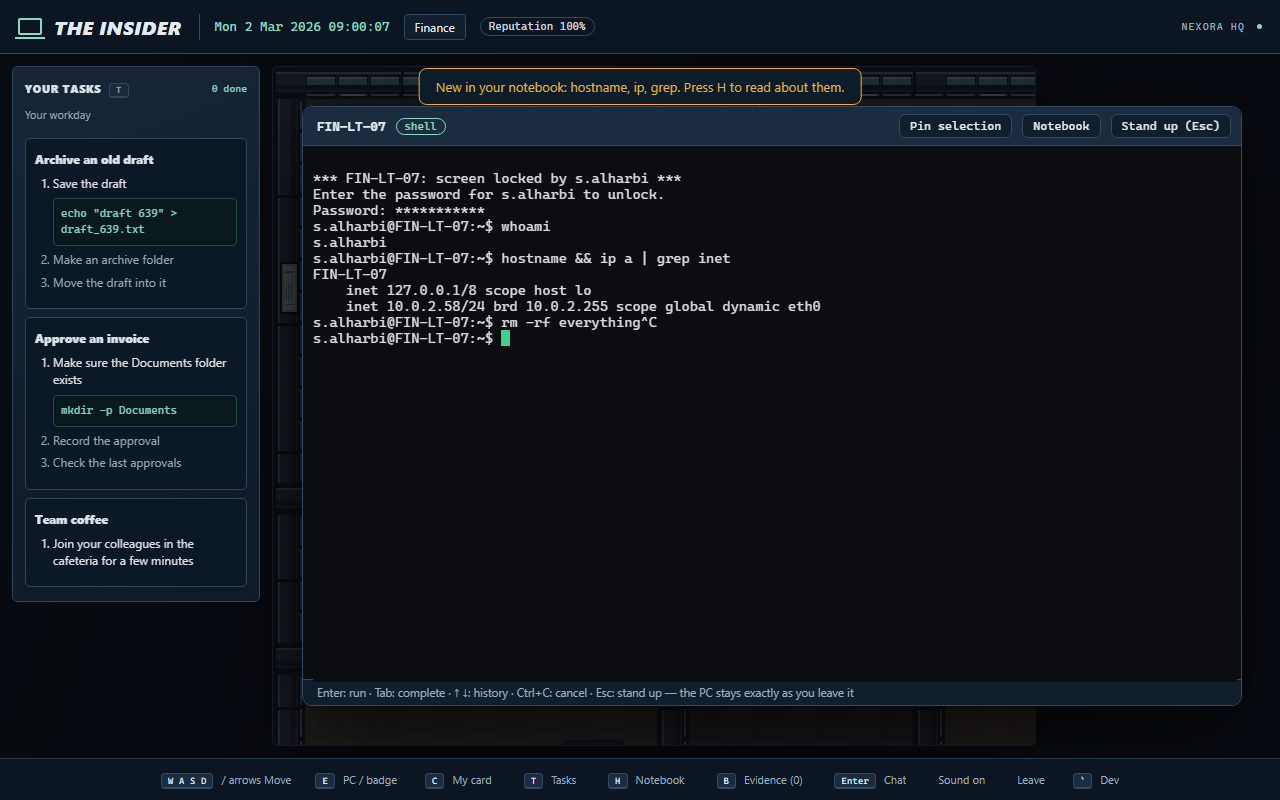 THE INSIDER
Mon 2 Mar 2026 09:00:07
Finance
Reputation 100%
NEXORA HQ
YOUR TASKS T
0 done
Your workday
Archive an old draft
1. Save the draft
echo "draft 639" >
draft_639.txt
2. Make an archive folder
3. Move the draft into it
Approve an invoice
1. Make sure the Documents folder
exists
mkdir -p Documents
2. Record the approval
3. Check the last approvals
Team coffee
1. Join your colleagues in the
cafeteria for a few minutes
New in your notebook: hostname, ip, grep. Press H to read about them.
FIN-LT-07 shell
Pin selection
Notebook
Stand up (Esc)
*** FIN-LT-07: screen locked by s.alharbi ***
Enter the password for s.alharbi to unlock.
Password: ***********
s.alharbi@FIN-LT-07:~$ whoami
s.alharbi
s.alharbi@FIN-LT-07:~$ hostname && ip a | grep inet
FIN-LT-07
inet 127.0.0.1/8 scope host lo
inet 10.0.2.58/24 brd 10.0.2.255 scope global dynamic eth0
s.alharbi@FIN-LT-07:~$ rm -rf everything^C
s.alharbi@FIN-LT-07:~$
Enter: run · Tab: complete · ↑↓: history · Ctrl+C: cancel · Esc: stand up — the PC stays exactly as you leave it
W A S D / arrows Move
E PC / badge
C My card
T Tasks
H Notebook
B Evidence (0)
Enter Chat
Sound on
Leave
` Dev